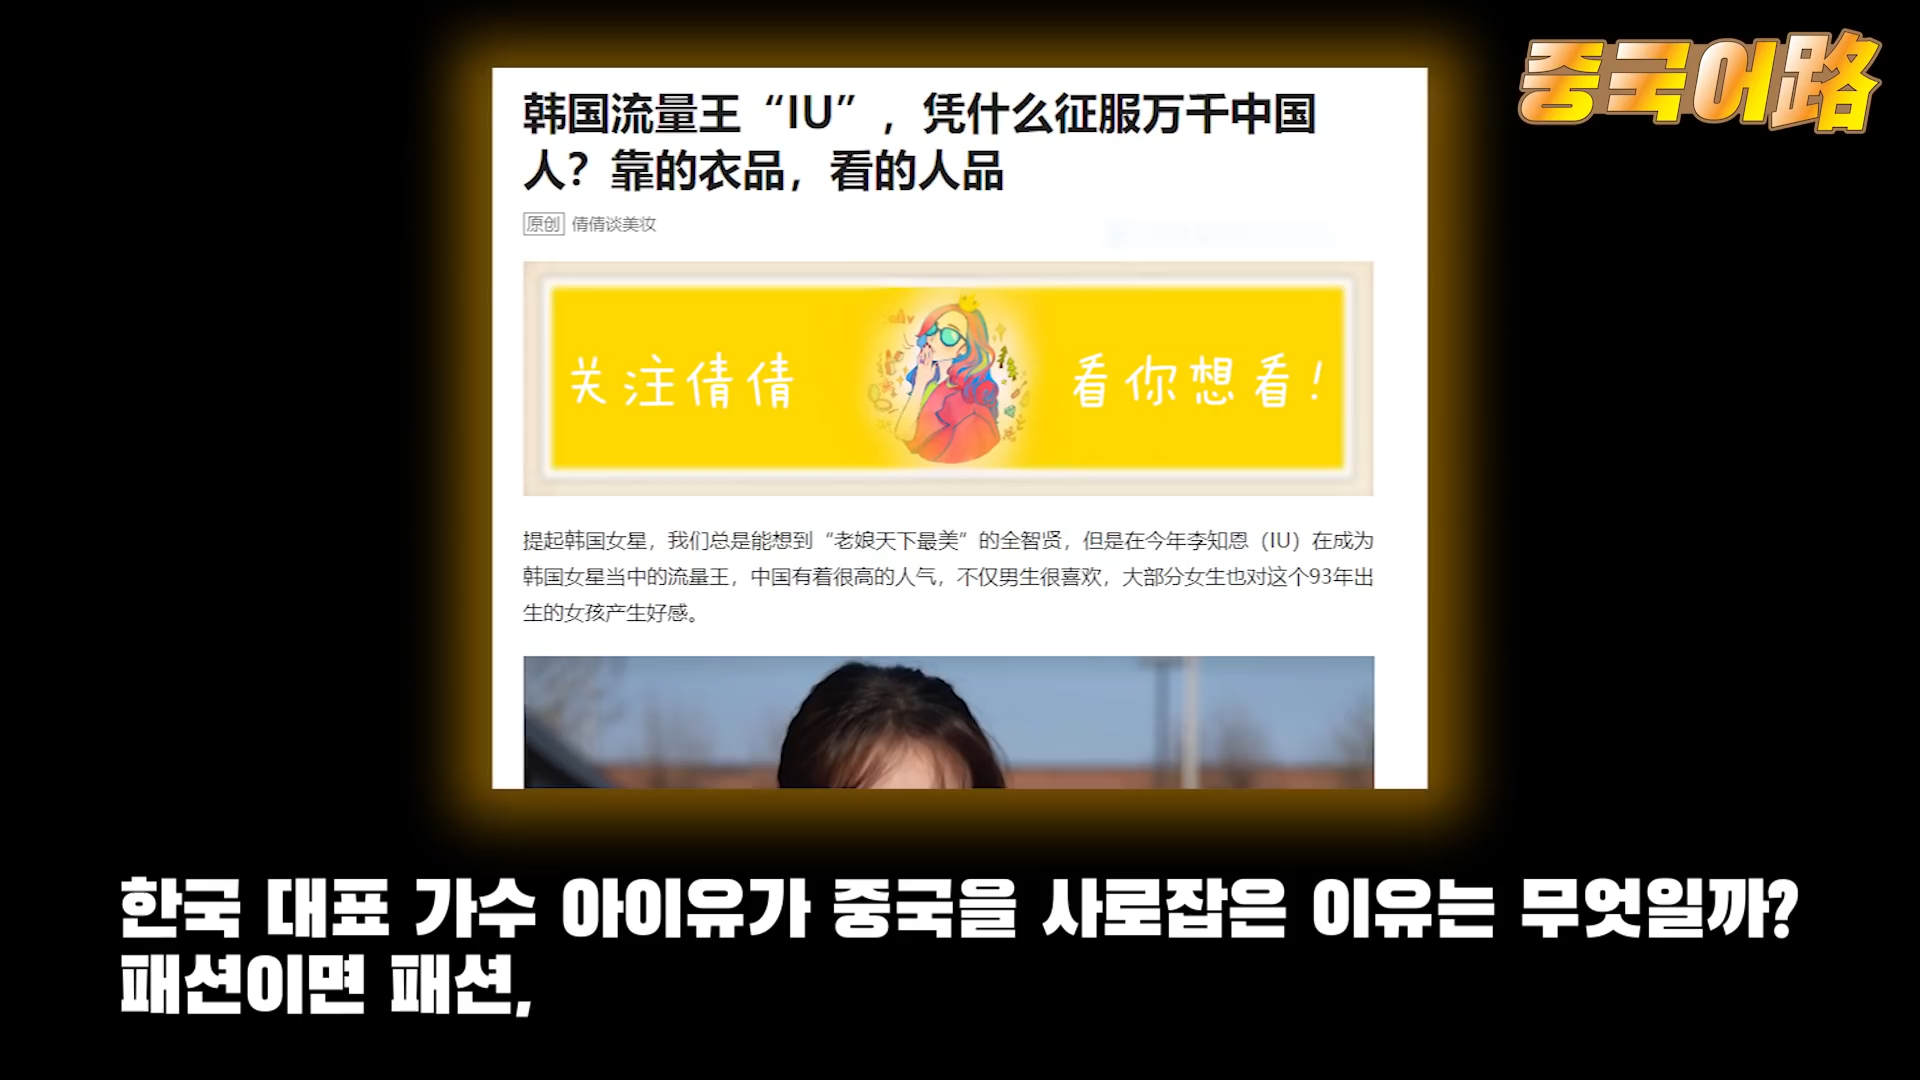 중국어路
韩国流量王“IU”，凭什么征服万千中国
人？靠的衣品，看的人品
原创 倩倩谈美妆
关注倩倩 看你想看!
提起韩国女星，我们总是能想到“老娘天下最美”的全智贤，但是在今年李知恩（IU）在成为
韩国女星当中的流量王，中国有着很高的人气，不仅男生很喜欢，大部分女生也对这个93年出
生的女孩产生好感。
한국 대표 가수 아이유가 중국을 사로잡은 이유는 무엇일까?
패션이면 패션,